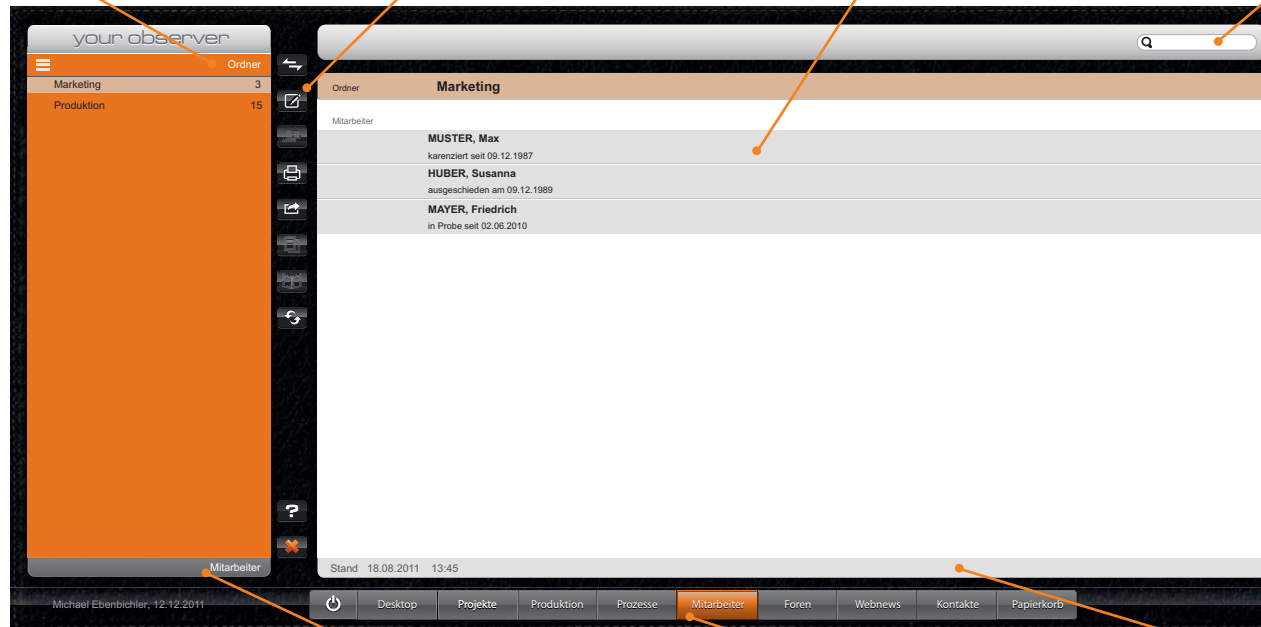 your observer
Ordner
Marketing 3
Produktion 15
Ordner Marketing
Mitarbeiter
MUSTER, Max
karenziert seit 09.12.1987
HUBER, Susanna
ausgeschieden am 09.12.1989
MAYER, Friedrich
in Probe seit 02.06.2010
?
Mitarbeiter
Stand 18.08.2011 13:45
Michael Ebenbichler, 12.12.2011
Desktop Projekte Produktion Prozesse Mitarbeiter Foren Webnews Kontakte Papierkorb